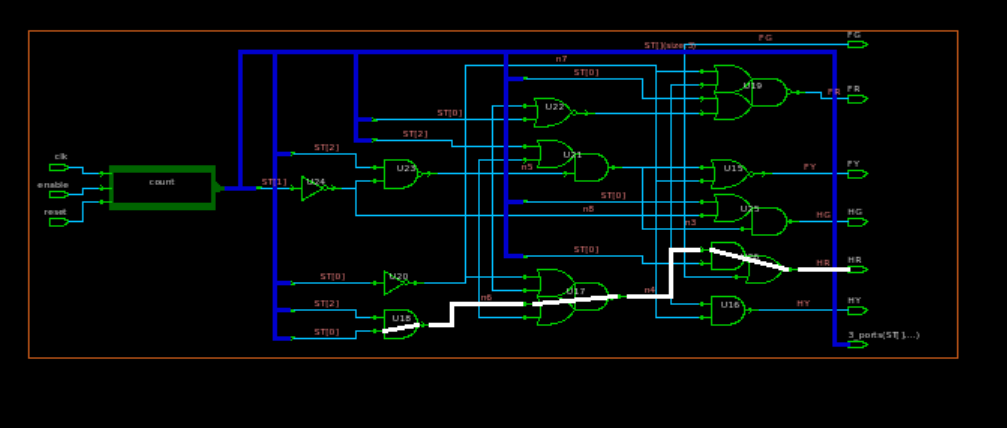 FG
FG
ST[](size:3)
n7
ST[0]
U19
FR
FR
U22
ST[0]
ST[2]
clk
ST[2]
U21
count
enable
ST[1]
U24
U23
n5
U15
FY
FY
reset
ST[0]
n8
U25
n3
HG
HG
ST[0]
HR
HR
ST[0]
U20
U17
n4
n6
ST[2]
U18
ST[0]
U16
HY
HY
3 ports(ST[],...)